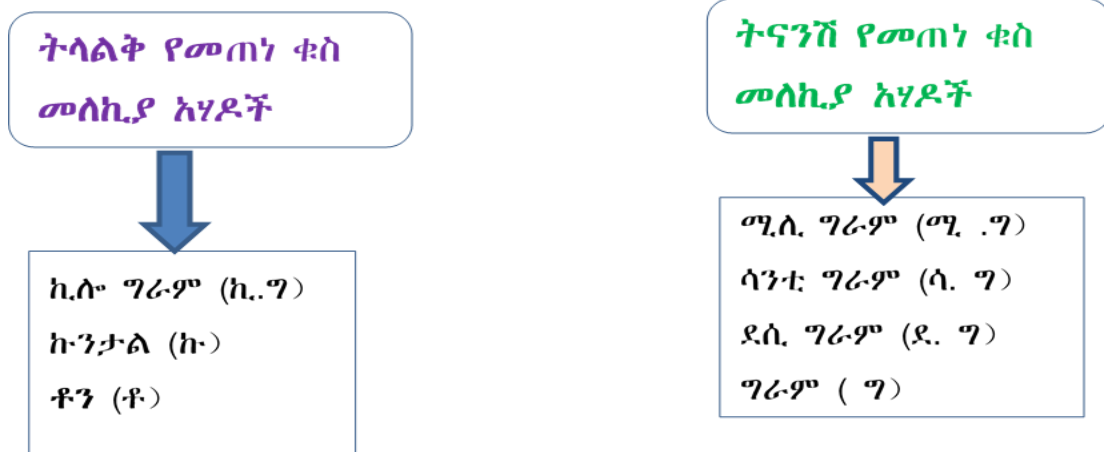 ትላልቅ የመጠነ ቁስ
መለኪያ አሃዶች
ኪሎ ግራም (ኪ.ግ)
ኩንታል (ኩ)
ቶን (ቶ)
ትናንሽ የመጠነ ቁስ
መለኪያ አሃዶች
ሚሊ ግራም (ሚ .ግ)
ሳንቲ ግራም (ሳ. ግ)
ደሲ ግራም (ደ. ግ)
ግራም ( ግ)